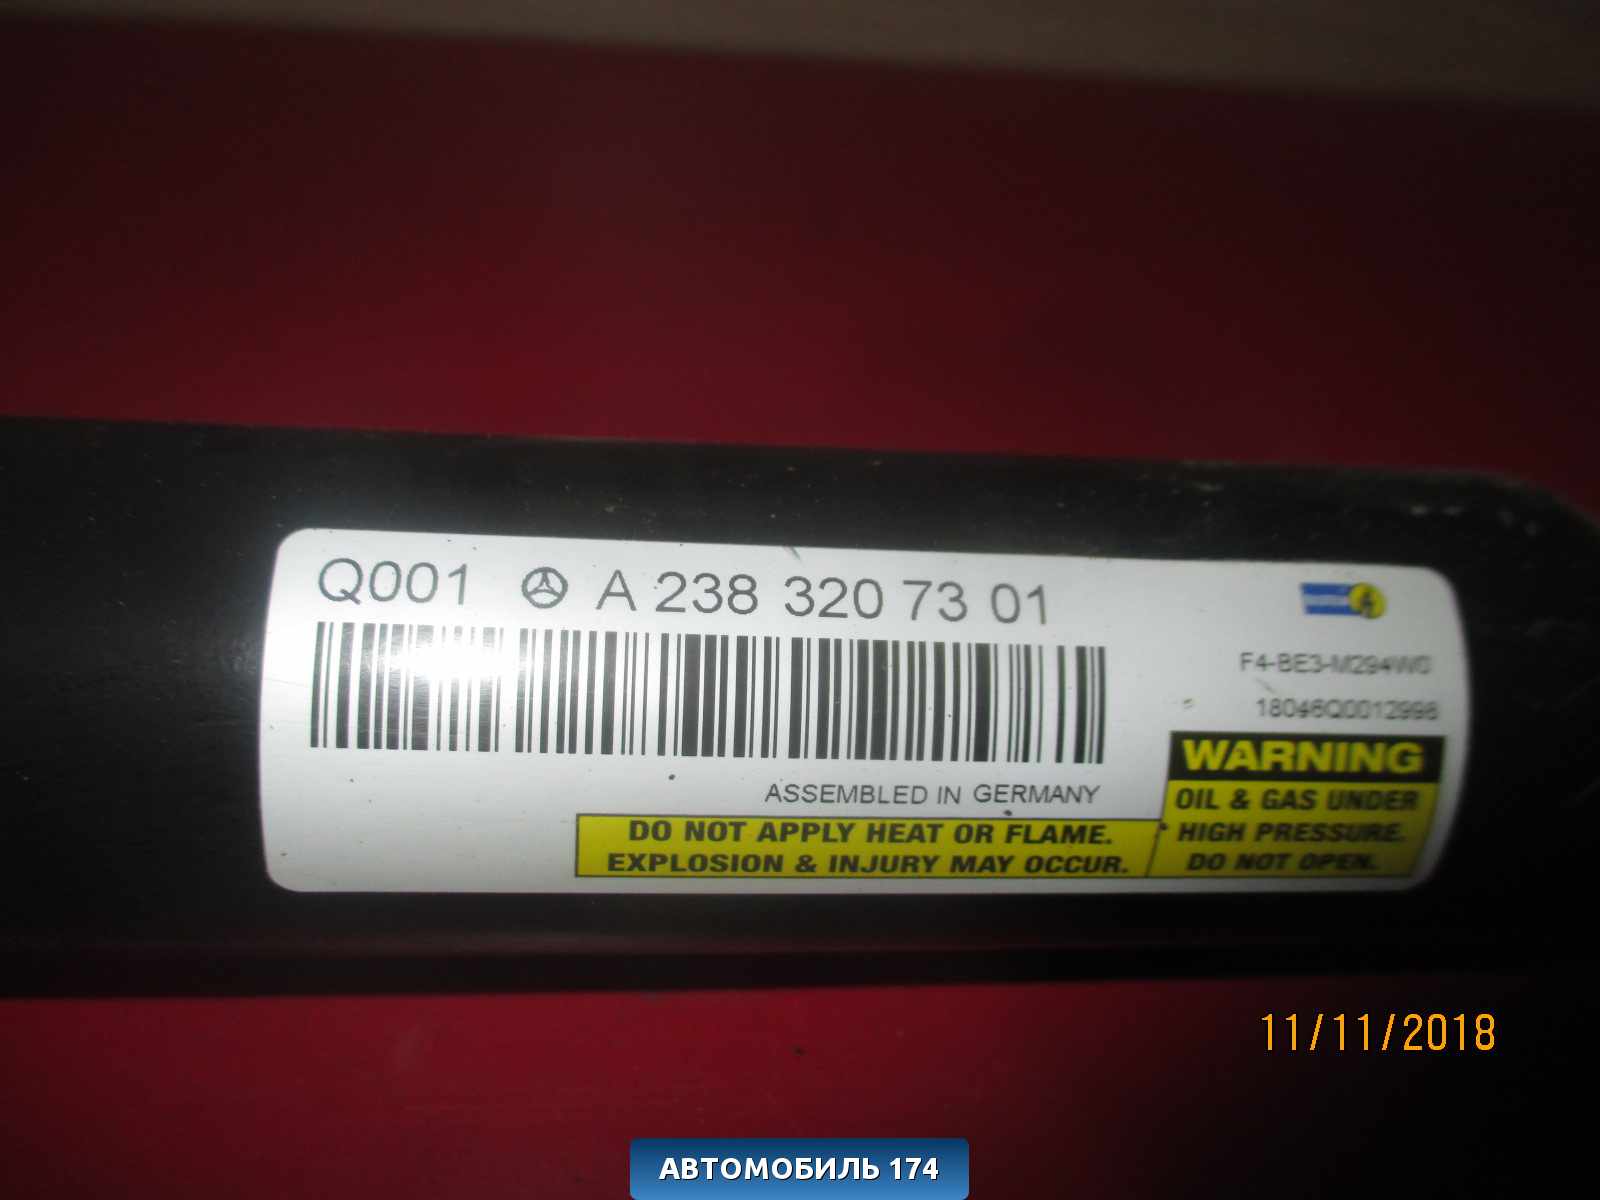 Q001 A 238 320 73 01
F4-BE3-M294W0
18046Q0012996
ASSEMBLED IN GERMANY
DO NOT APPLY HEAT OR FLAME.
EXPLOSION & INJURY MAY OCCUR.
WARNING
OIL & GAS UNDER
HIGH PRESSURE.
DO NOT OPEN.
11/11/2018
АВТОМОБИЛЬ 174